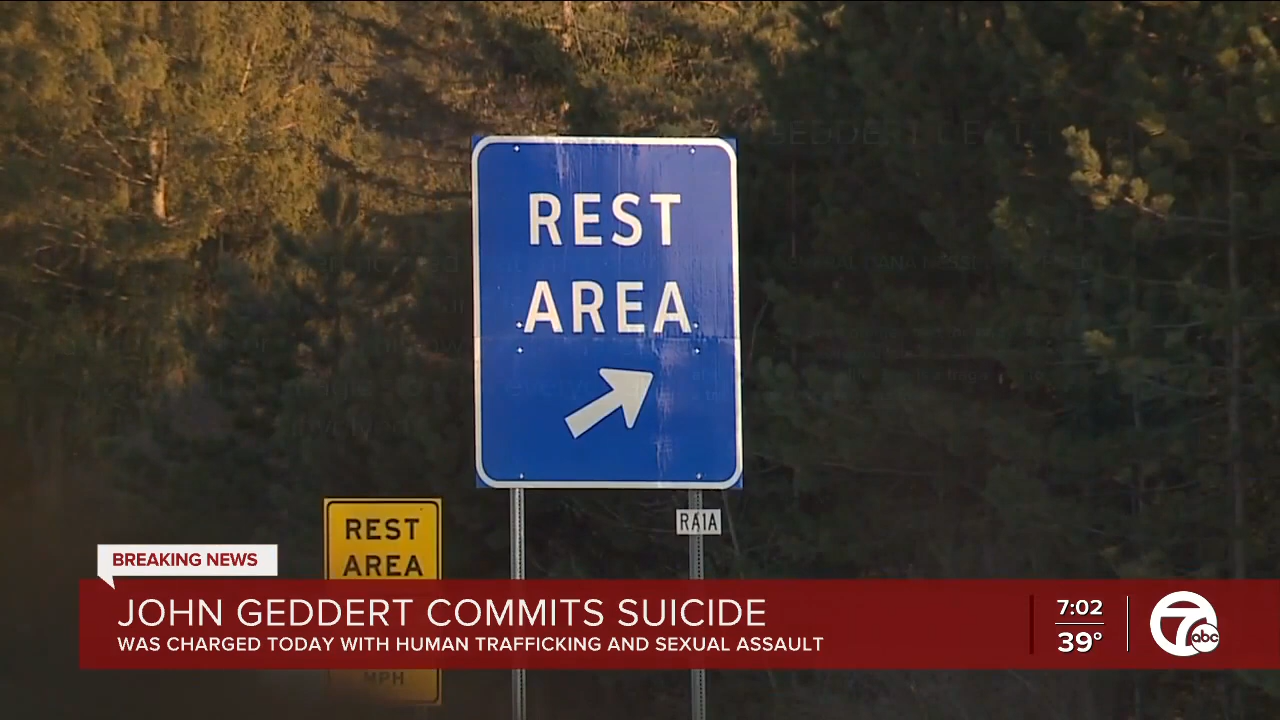 REST
AREA
RA1A
REST
AREA
BREAKING NEWS
JOHN GEDDERT COMMITS SUICIDE
WAS CHARGED TODAY WITH HUMAN TRAFFICKING AND SEXUAL ASSAULT
7:02
39°
7 abc
MPH